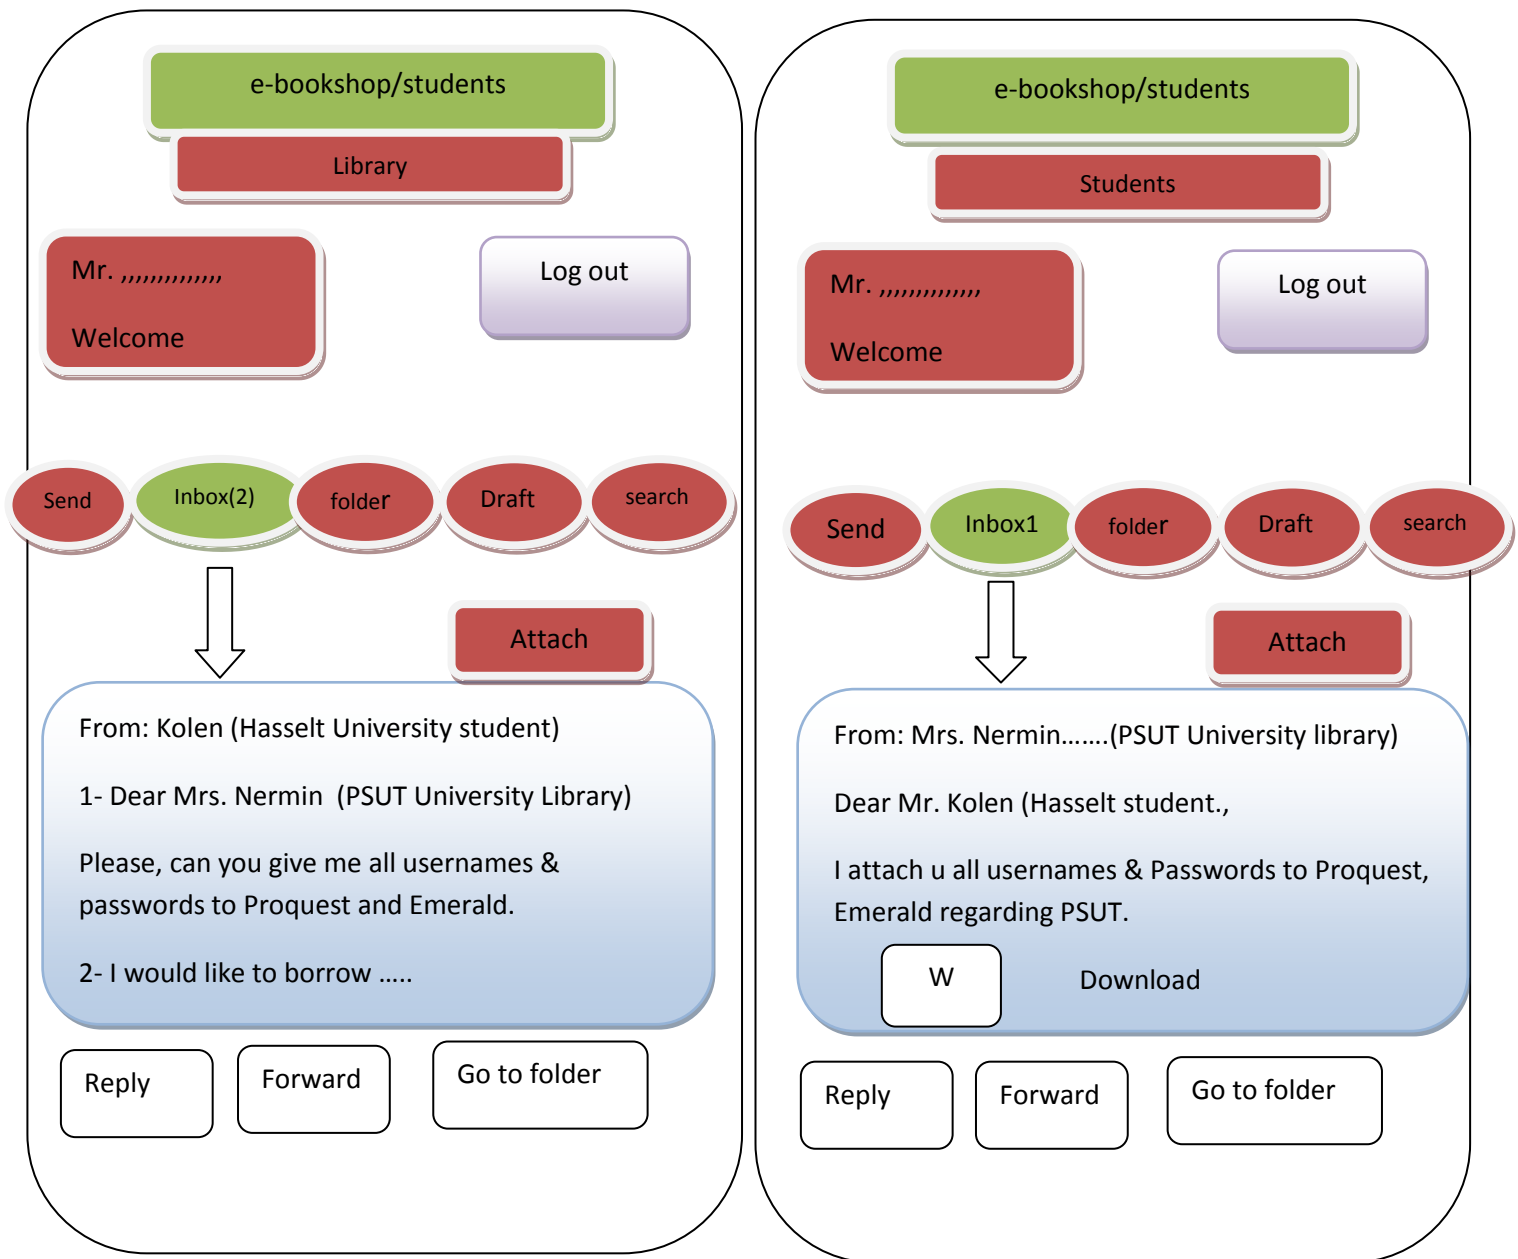 e-bookshop/students
Library
Mr. ,,,,,,,,,,,,,,
Welcome
Log out
Send
Inbox(2)
folder
Draft
search
Attach
From: Kolen (Hasselt University student)
1- Dear Mrs. Nermin (PSUT University Library)
Please, can you give me all usernames &
passwords to Proquest and Emerald.
2- I would like to borrow …..
Reply
Forward
Go to folder
e-bookshop/students
Students
Mr. ,,,,,,,,,,,,,,
Welcome
Log out
Send
Inbox1
folder
Draft
search
Attach
From: Mrs. Nermin…….(PSUT University library)
Dear Mr. Kolen (Hasselt student.,
I attach u all usernames & Passwords to Proquest,
Emerald regarding PSUT.
W
Download
Reply
Forward
Go to folder